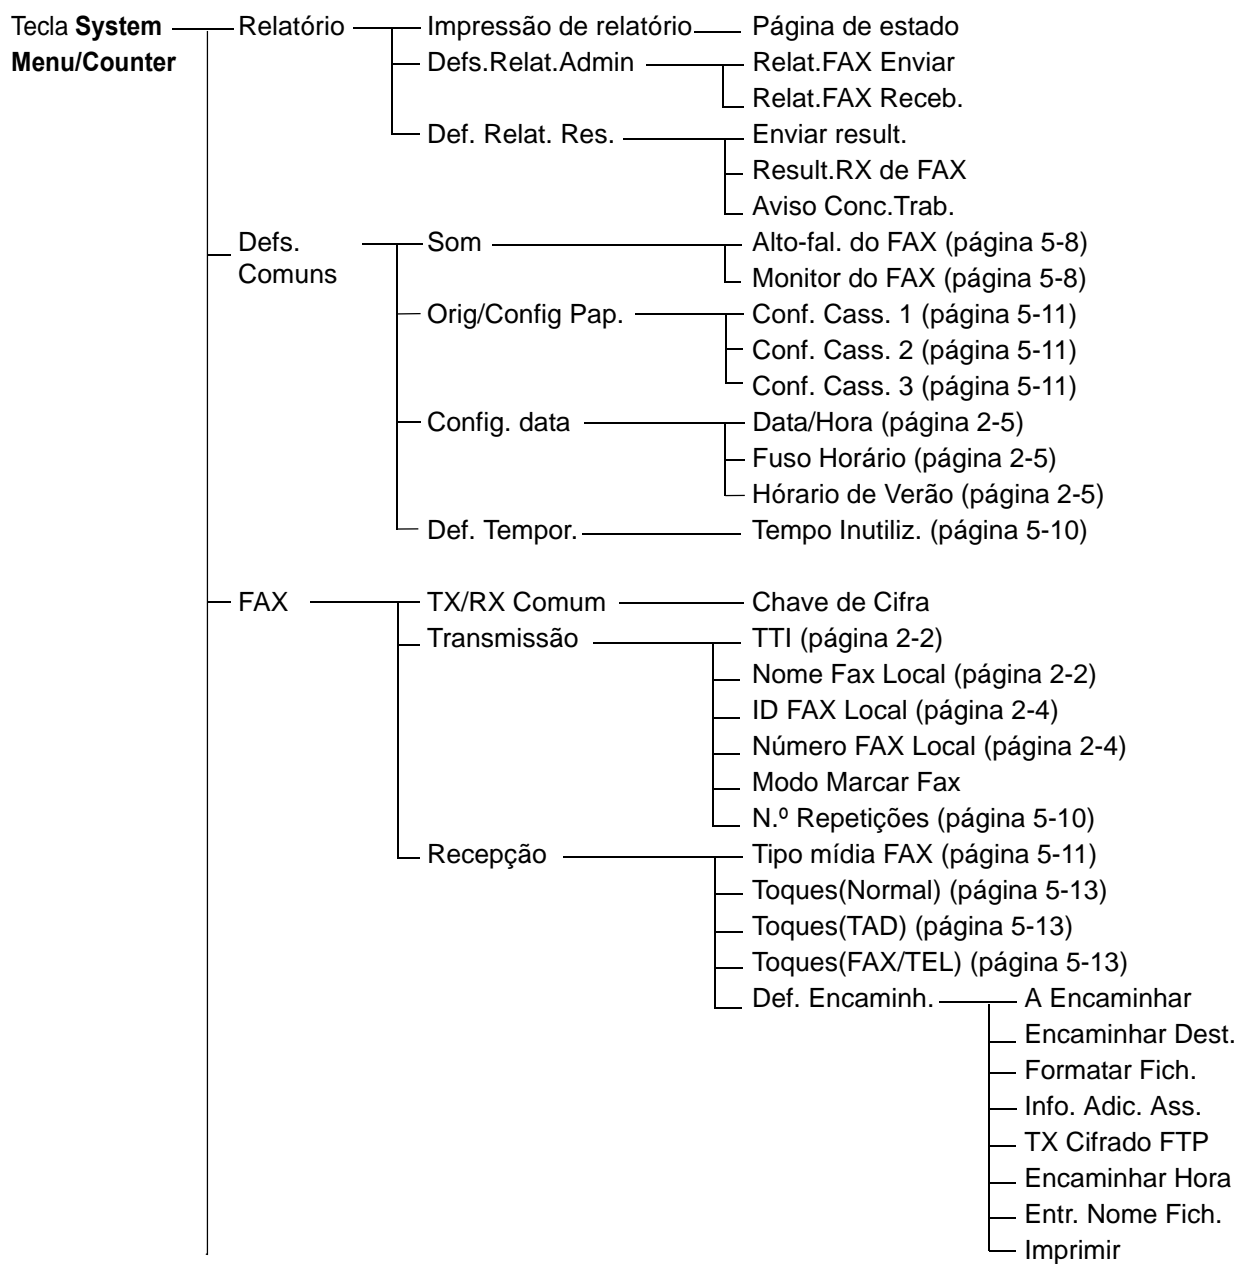 Tecla System Menu/Counter
Relatório
Impressão de relatório
Página de estado
Defs.Relat.Admin
Relat.FAX Enviar
Relat.FAX Receb.
Def. Relat. Res.
Enviar result.
Result.RX de FAX
Aviso Conc.Trab.
Defs. Comuns
Som
Alto-fal. do FAX (página 5-8)
Monitor do FAX (página 5-8)
Orig/Config Pap.
Conf. Cass. 1 (página 5-11)
Conf. Cass. 2 (página 5-11)
Conf. Cass. 3 (página 5-11)
Config. data
Data/Hora (página 2-5)
Fuso Horário (página 2-5)
Hórario de Verão (página 2-5)
Def. Tempor.
Tempo Inutiliz. (página 5-10)
FAX
TX/RX Comum
Chave de Cifra
Transmissão
TTI (página 2-2)
Nome Fax Local (página 2-2)
ID FAX Local (página 2-4)
Número FAX Local (página 2-4)
Modo Marcar Fax
N.º Repetições (página 5-10)
Recepção
Tipo mídia FAX (página 5-11)
Toques(Normal) (página 5-13)
Toques(TAD) (página 5-13)
Toques(FAX/TEL) (página 5-13)
Def. Encaminh.
A Encaminhar
Encaminhar Dest.
Formatar Fich.
Info. Adic. Ass.
TX Cifrado FTP
Encaminhar Hora
Entr. Nome Fich.
Imprimir